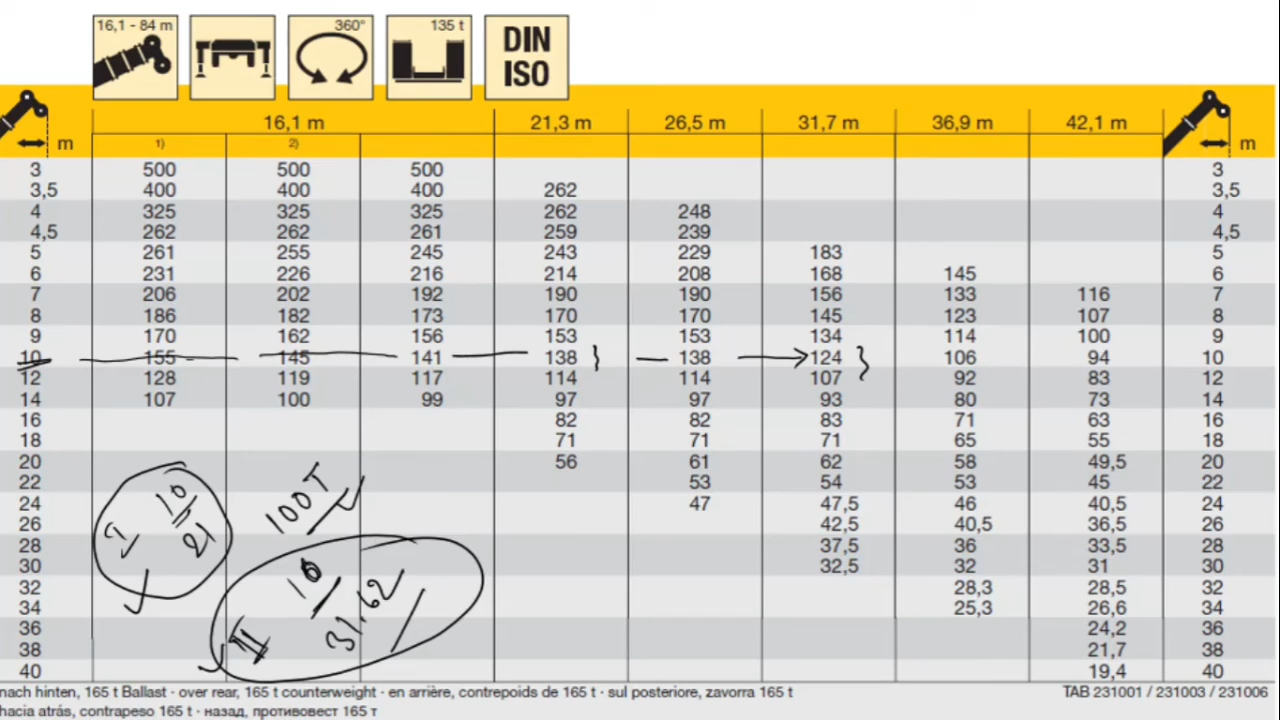 16,1 - 84 m 360° 135 t DIN
ISO
m 16,1 m 21,3 m 26,5 m 31,7 m 36,9 m 42,1 m m
1) 2)
3 500 500 500 3
3,5 400 400 400 262 3,5
4 325 325 325 262 248 4
4,5 262 262 261 259 239 4,5
5 261 255 245 243 229 183 5
6 231 226 216 214 208 168 145 6
7 206 202 192 190 190 156 133 116 7
8 186 182 173 170 170 145 123 107 8
9 170 162 156 153 153 134 114 100 9
10 155 145 141 138 138 124 106 94 10
12 128 119 117 114 114 107 92 83 12
14 107 100 99 97 97 93 80 73 14
16 82 82 83 71 63 16
18 71 71 71 65 55 18
20 56 61 62 58 49,5 20
22 53 54 53 45 22
24 47 47,5 46 40,5 24
26 42,5 40,5 36,5 26
28 37,5 36 33,5 28
30 32,5 32 31 30
32 28,3 28,5 32
34 25,3 26,6 34
36 24,2 36
38 21,7 38
40 19,4 40
I 10
21
100T
II 10
31.62
nach hinten, 165 t Ballast · over rear, 165 t counterweight · en arrière, contrepoids de 165 t · sul posteriore, zavorra 165 t TAB 231001 / 231003 / 231006
hacia atrás, contrapeso 165 t · назад, противовест 165 т